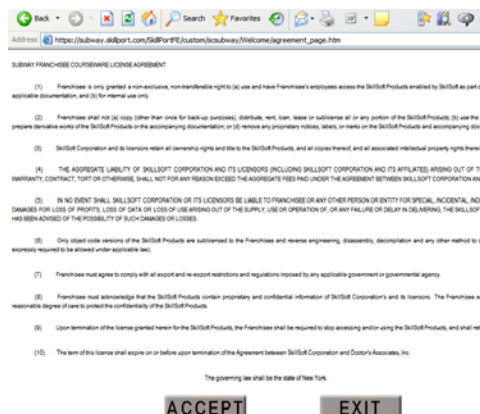 Back Search Favorites
Address https://subway.skillport.com/SkillPortFE/custom/scsubway/Welcome/agreement_page.htm
SUBWAY FRANCHISEE COURSEWARE LICENSE AGREEMENT
(1) Franchisee is only granted a non-exclusive, non-transferable right to (a) use and have Franchisee's employees access the SkillSoft Products enabled by SkillSoft as part
applicable documentation, and (b) for internal use only.
(2) Franchisee shall not (a) copy (other than once for back-up purposes), distribute, rent, loan, lease or sublicense all or any portion of the SkillSoft Products; (b) use the
prepare derivative works of the SkillSoft Products or the accompanying documentation; or (d) remove any proprietary notices, labels, or marks on the SkillSoft Products and accompanying
(3) SkillSoft Corporation and its licensors retain all ownership rights and title to the SkillSoft Products, and all copies thereof, and all associated intellectual property rights
(4) THE AGGREGATE LIABILITY OF SKILLSOFT CORPORATION AND ITS LICENSORS (INCLUDING SKILLSOFT CORPORATION AND ITS AFFILIATES) ARISING OUT OF
WARRANTY, CONTRACT, TORT OR OTHERWISE, SHALL NOT FOR ANY REASON EXCEED THE AGGREGATE FEES PAID UNDER THE AGREEMENT BETWEEN SKILLSOFT CORPORATION
(5) IN NO EVENT SHALL SKILLSOFT CORPORATION OR ITS LICENSORS BE LIABLE TO FRANCHISEE OR ANY OTHER PERSON OR ENTITY FOR SPECIAL, INCIDENTAL,
DAMAGES FOR LOSS OF PROFITS, LOSS OF DATA OR LOSS OF USE ARISING OUT OF THE SUPPLY, USE OR OPERATION OF, OR ANY FAILURE OR DELAY IN DELIVERING, THE
HAS BEEN ADVISED OF THE POSSIBILITY OF SUCH DAMAGES OR LOSSES.
(6) Only object code versions of the SkillSoft Products are sublicensed to the Franchisee and reverse engineering, disassembly, decompilation and any other method to
expressly required to be allowed under applicable law).
(7) Franchisee must agree to comply with all export and re-export restrictions and regulations imposed by any applicable government or governmental agency.
(8) Franchisee must acknowledge that the SkillSoft Products contain proprietary and confidential information of SkillSoft Corporation's and its licensors. The Franchisee
reasonable degree of care to protect the confidentiality of the SkillSoft Products.
(9) Upon termination of the license granted herein for the SkillSoft Products, the Franchisee shall be required to stop accessing and/or using the SkillSoft Products, and shall
(10) The term of this license shall expire on or before upon termination of the Agreement between SkillSoft Corporation and Doctor's Associates, Inc.
The governing law shall be the state of New York.
ACCEPT EXIT